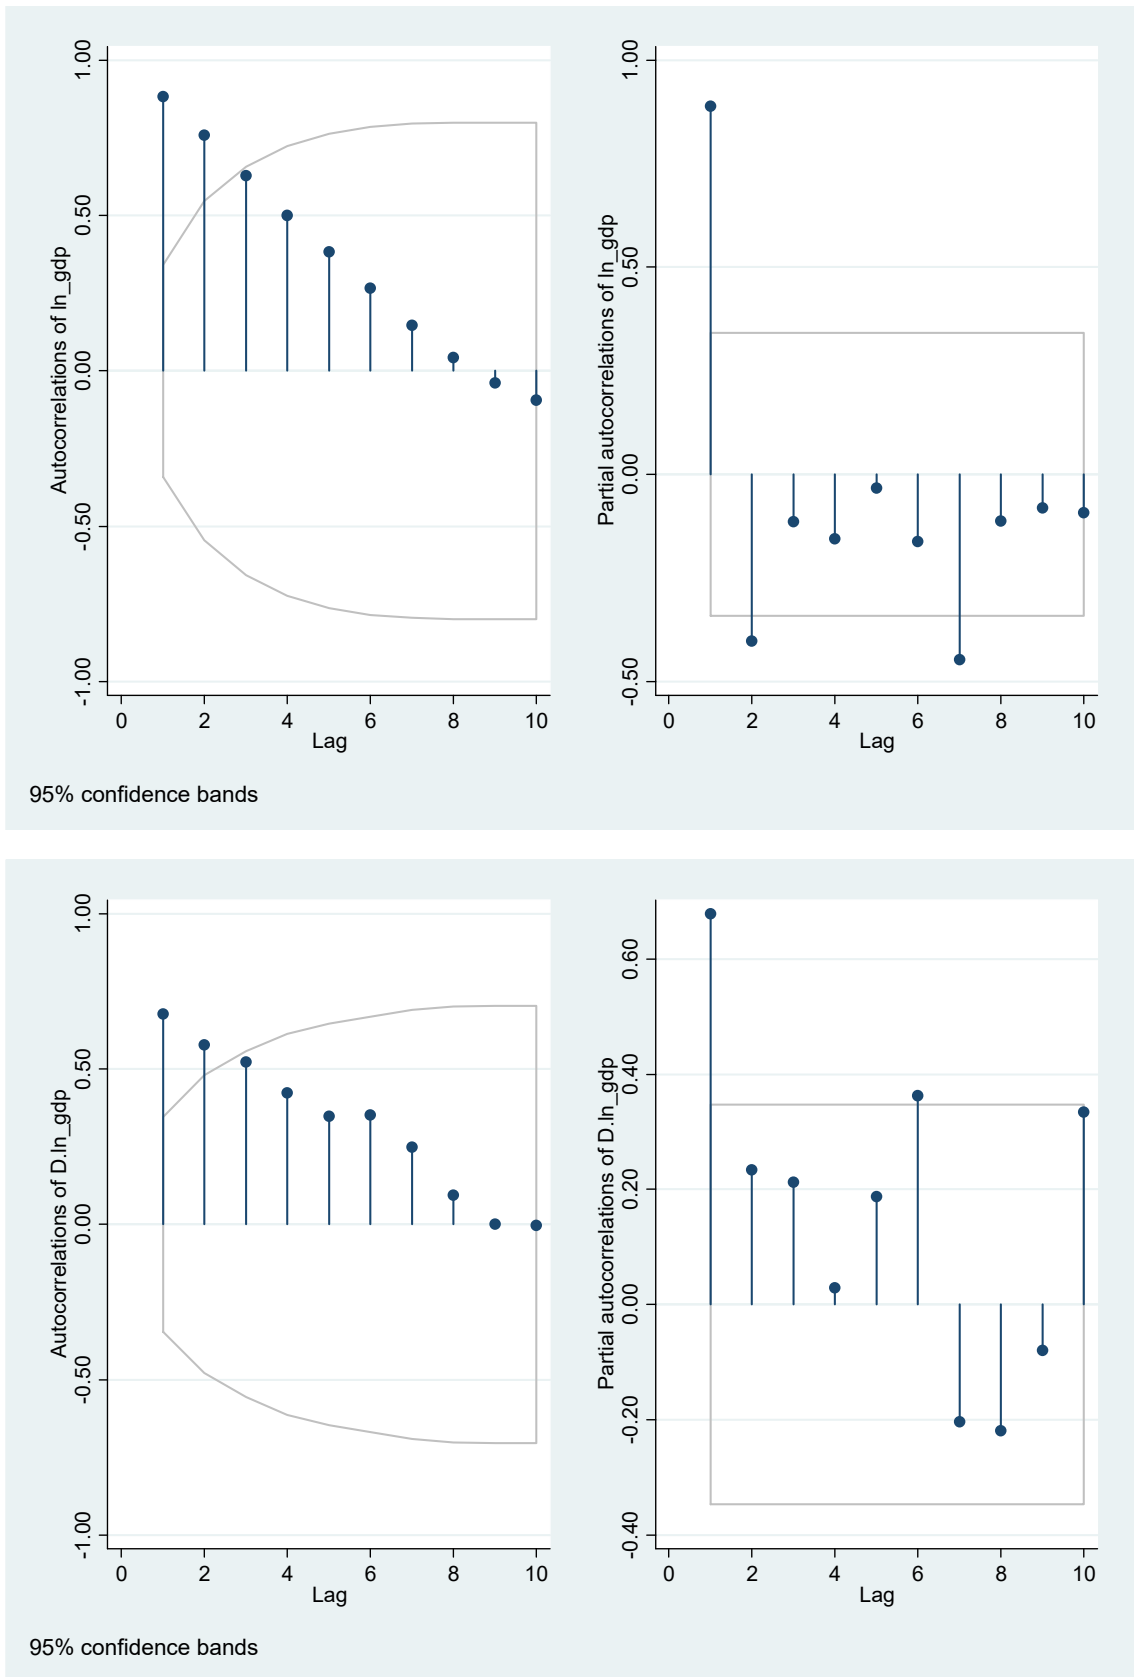 Autocorrelations of ln_gdp
1.00
0.50
0.00
-0.50
-1.00
0 2 4 6 8 10
Lag
Partial autocorrelations of ln_gdp
1.00
0.50
0.00
-0.50
0 2 4 6 8 10
Lag
95% confidence bands
Autocorrelations of D.ln_gdp
1.00
0.50
0.00
-0.50
-1.00
0 2 4 6 8 10
Lag
Partial autocorrelations of D.ln_gdp
0.60
0.40
0.20
0.00
-0.20
-0.40
0 2 4 6 8 10
Lag
95% confidence bands